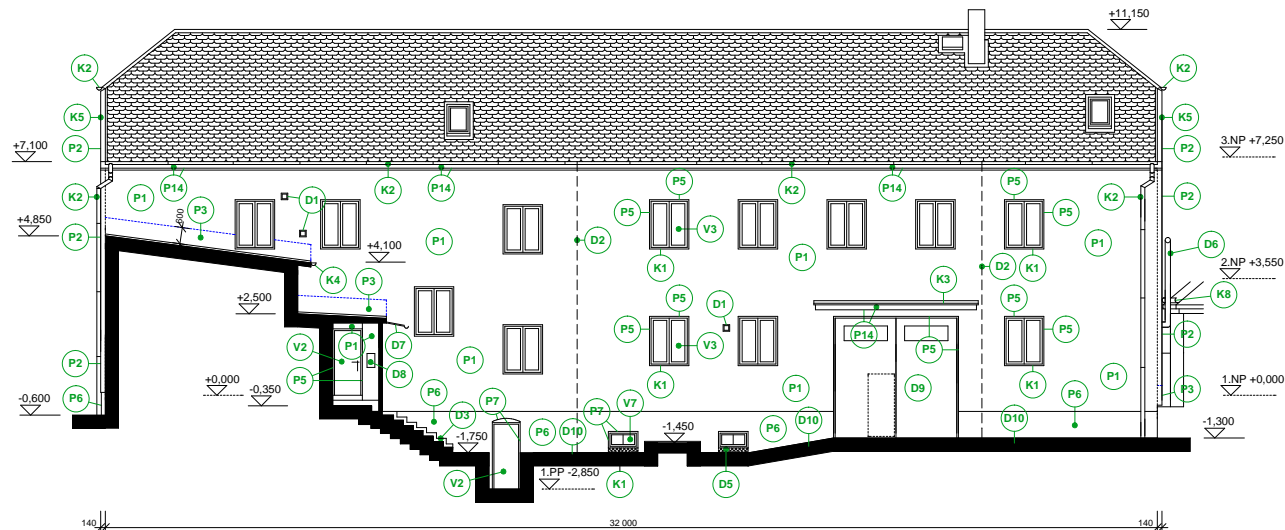 +11,150
K2
K2
K5
K5
+7,100
P2
P2
3.NP +7,250
K2
P14
K2
P14
K2
P14
P5
P5
P1
D1
K2
P2
P3
1,600
P5
V3
P5
+4,850
P2
P1
D2
P1
P1
D6
+4,100
K4
K1
D2
K1
2.NP +3,550
P3
K3
K8
+2,500
P5
D1
P5
P5
P5
P14
P2
V2
P1
D7
V3
P5
P1
D8
P2
K1
D9
K1
P1
P5
P1
+0,000
-0,350
1.NP +0,000
P6
P3
-0,600
P6
P7
P7
V7
P6
D3
P6
D10
P6
D10
D10
-1,750
-1,450
-1,300
V2
1.PP -2,850
K1
D5
140
32 000
140